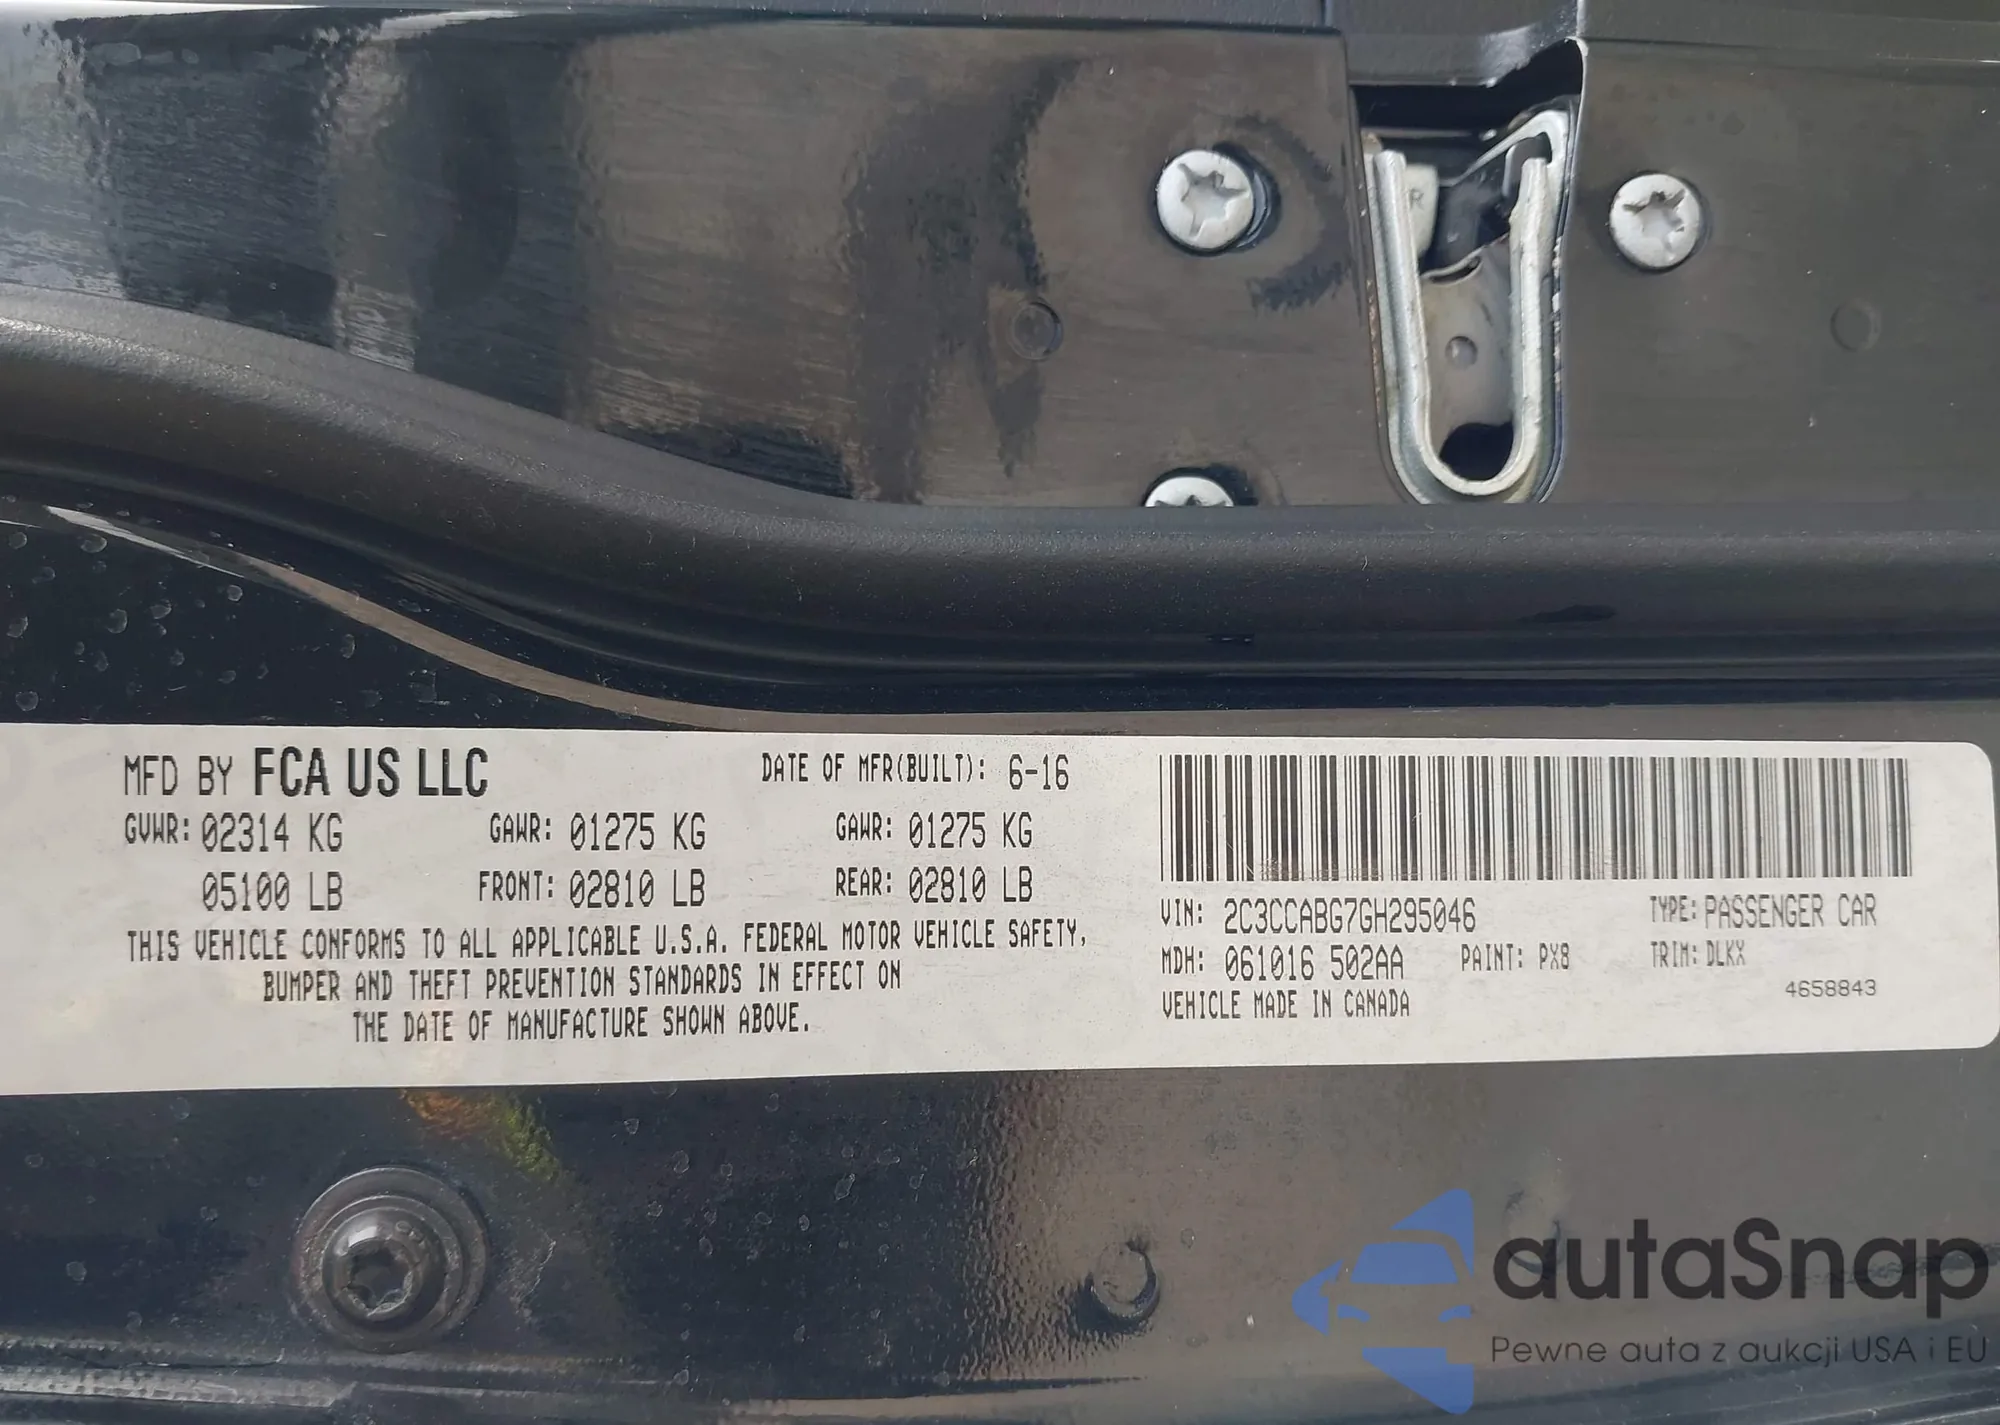 MFD BY FCA US LLC DATE OF MFR(BUILT): 6-16
GVWR: 02314 KG GAWR: 01275 KG GAWR: 01275 KG
05100 LB FRONT: 02810 LB REAR: 02810 LB
THIS VEHICLE CONFORMS TO ALL APPLICABLE U.S.A. FEDERAL MOTOR VEHICLE SAFETY,
BUMPER AND THEFT PREVENTION STANDARDS IN EFFECT ON
THE DATE OF MANUFACTURE SHOWN ABOVE.
VIN: 2C3CCABG7GH295046 TYPE: PASSENGER CAR
MDH: 061016 502AA PAINT: PX8 TRIM: DLKX
VEHICLE MADE IN CANADA 4658843
autaSnap
Pewne auta z aukcji USA i EU